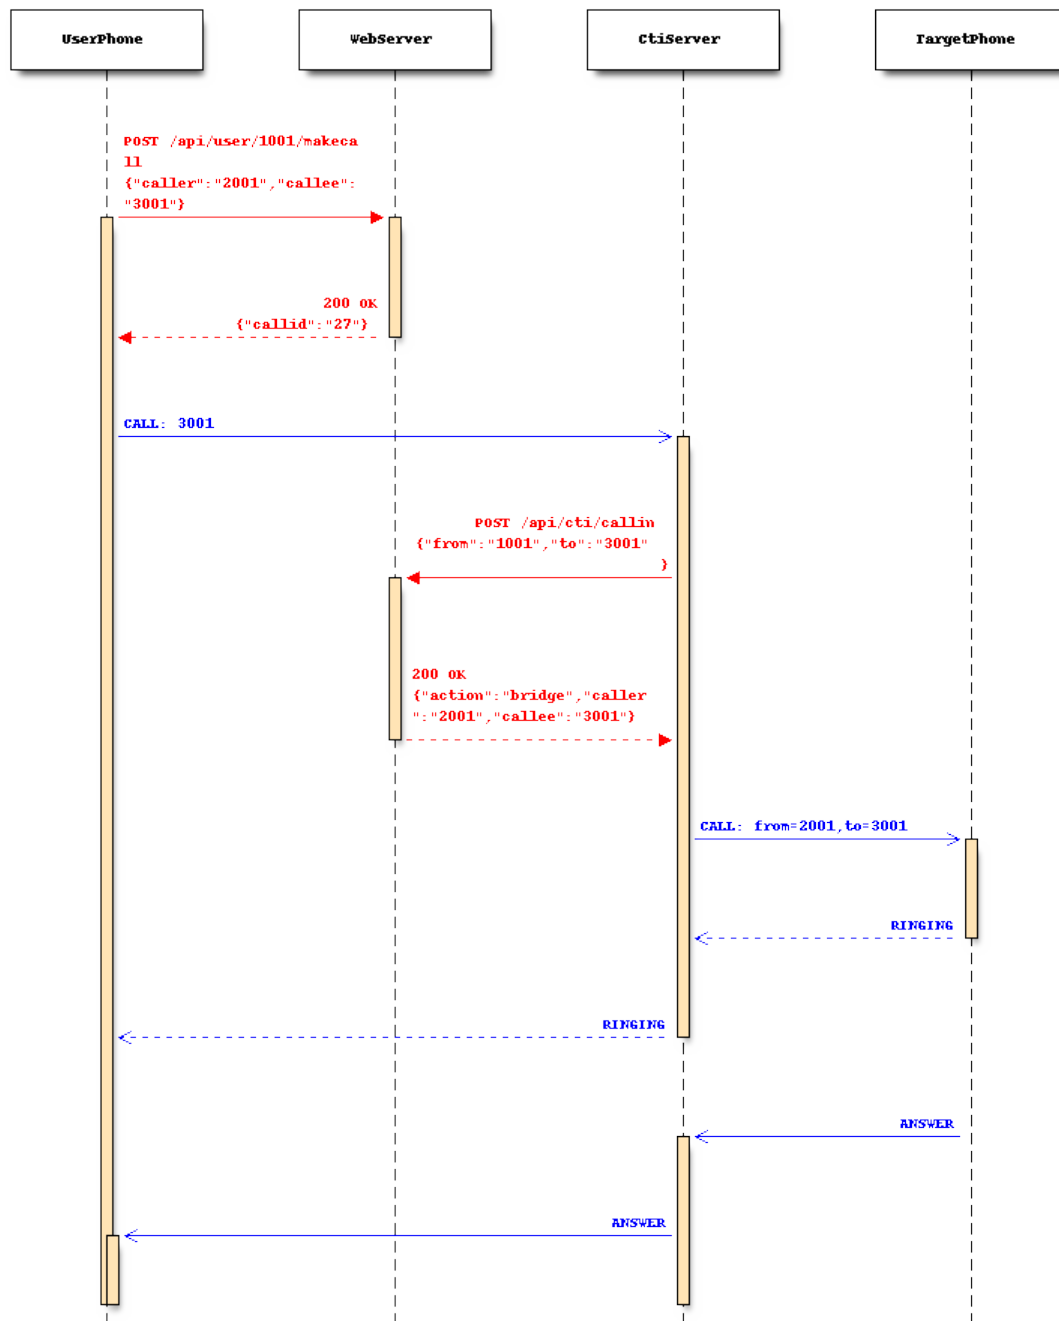 UserPhone
WebServer
CtiServer
TargetPhone
POST /api/user/1001/makeca
ll
{"caller":"2001","callee":
"3001"}
200 OK
{"callid":"27"}
CALL: 3001
POST /api/cti/callin
{"from":"1001","to":"3001"
}
200 OK
{"action":"bridge","caller
":"2001","callee":"3001"}
CALL: from=2001,to=3001
RINGING
RINGING
ANSWER
ANSWER